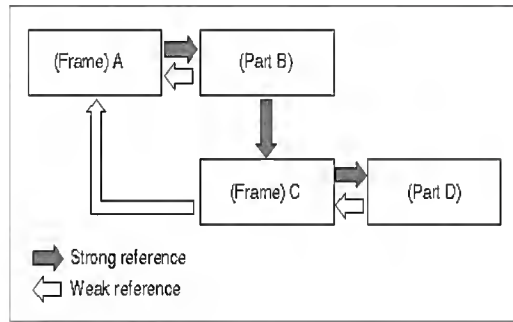 (Frame) A
(Part B)
(Frame) C
(Part D)
Strong reference
Weak reference